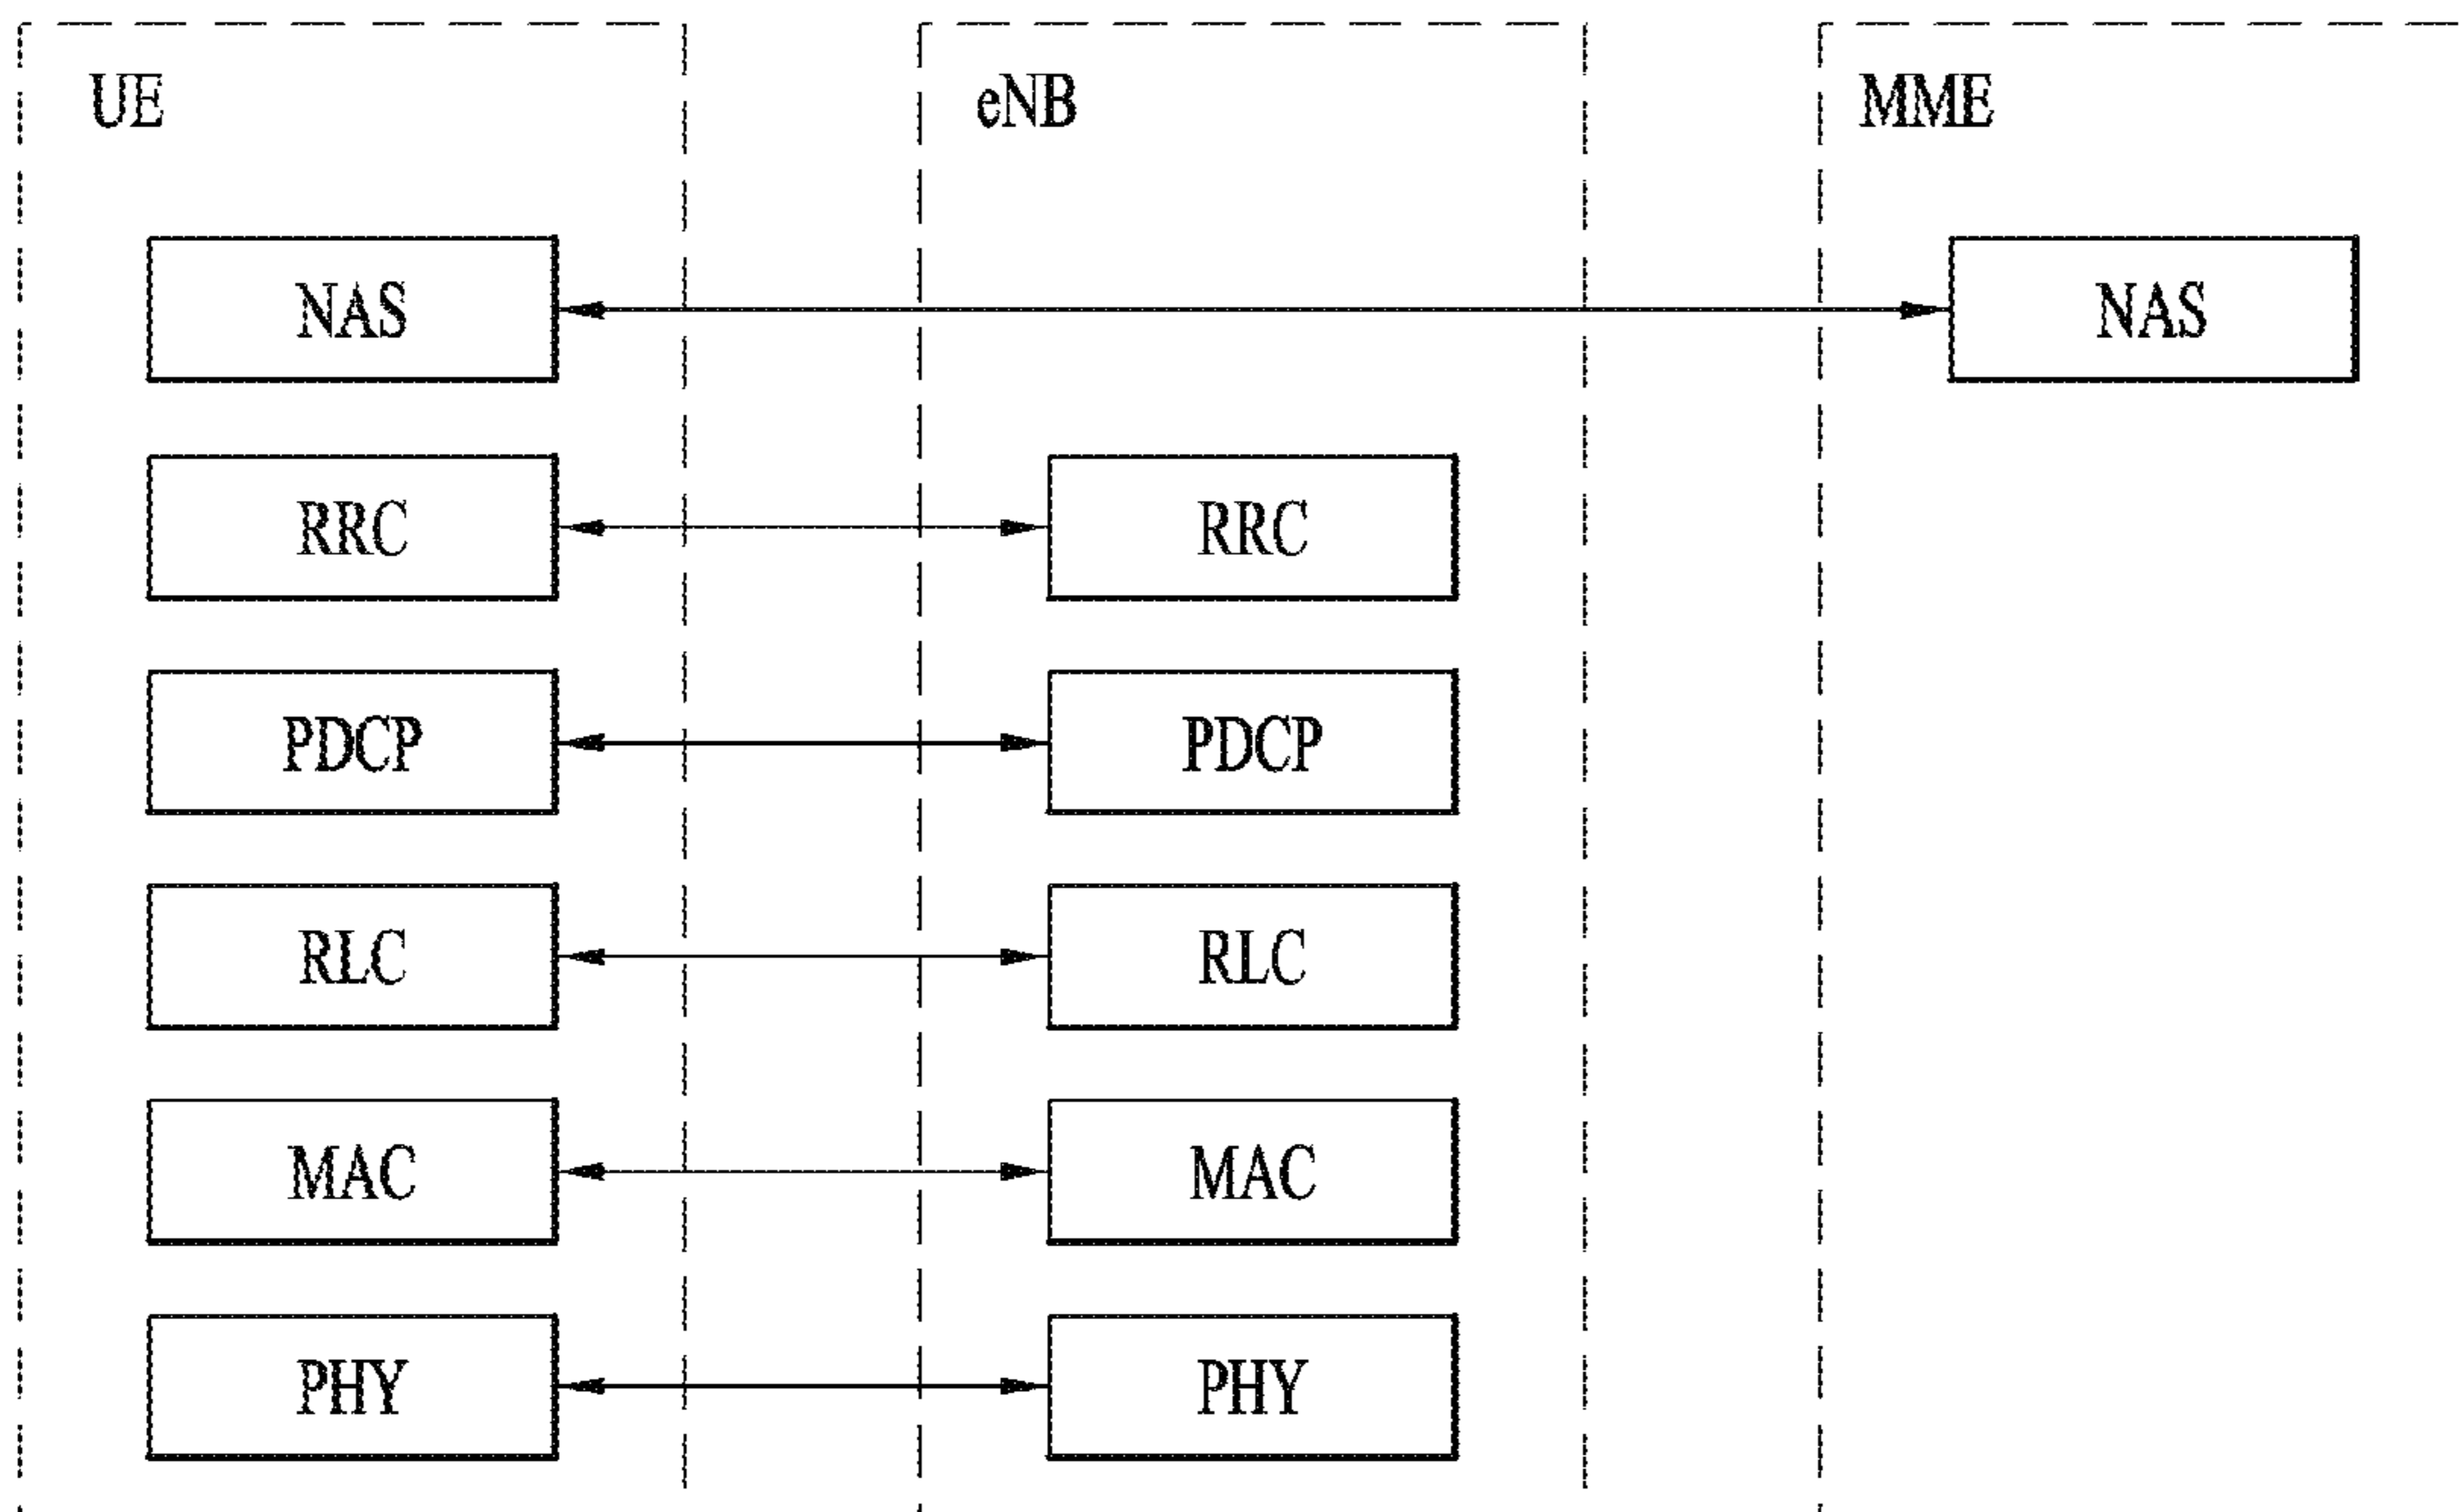 UE eNB MME
NAS NAS
RRC RRC
PDCP PDCP
RLC RLC
MAC MAC
PHY PHY